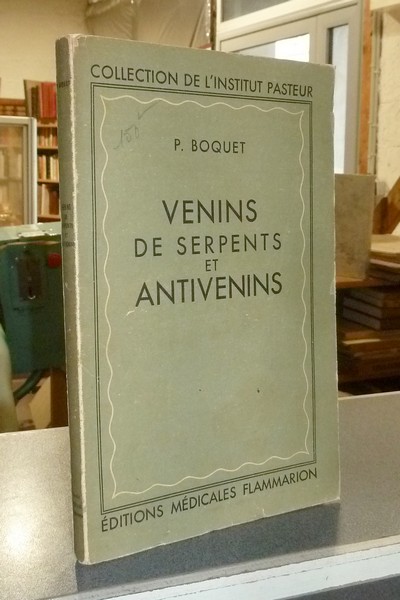 COLLECTION DE L'INSTITUT PASTEUR
P. BOQUET
VENINS
DE SERPENTS
ET
ANTIVENINS
ÉDITIONS MÉDICALES FLAMMARION